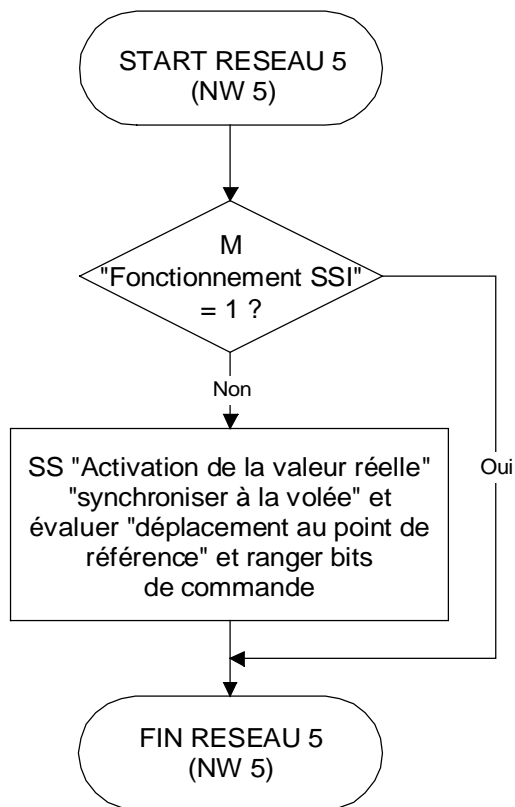 START RESEAU 5
(NW 5)
M
"Fonctionnement SSI"
= 1 ?
Non
Oui
SS "Activation de la valeur réelle"
"synchroniser à la volée" et
évaluer "déplacement au point de
référence" et ranger bits
de commande
FIN RESEAU 5
(NW 5)